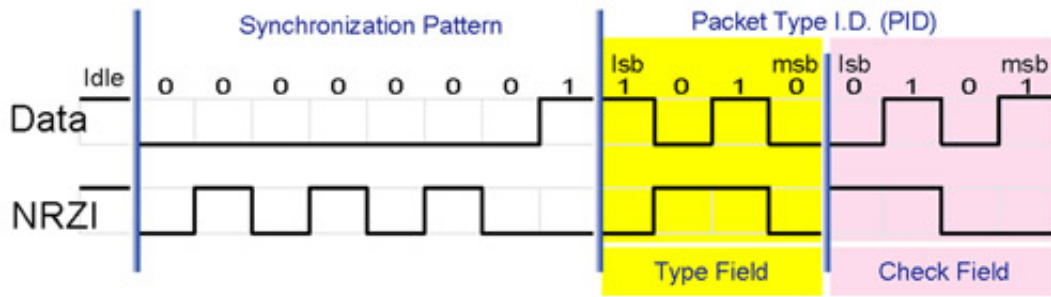 Synchronization Pattern Packet Type I.D. (PID)
lsb msb lsb msb
Idle 0 0 0 0 0 0 0 1 1 0 1 0 0 1 0 1
Data
NRZI
Type Field Check Field